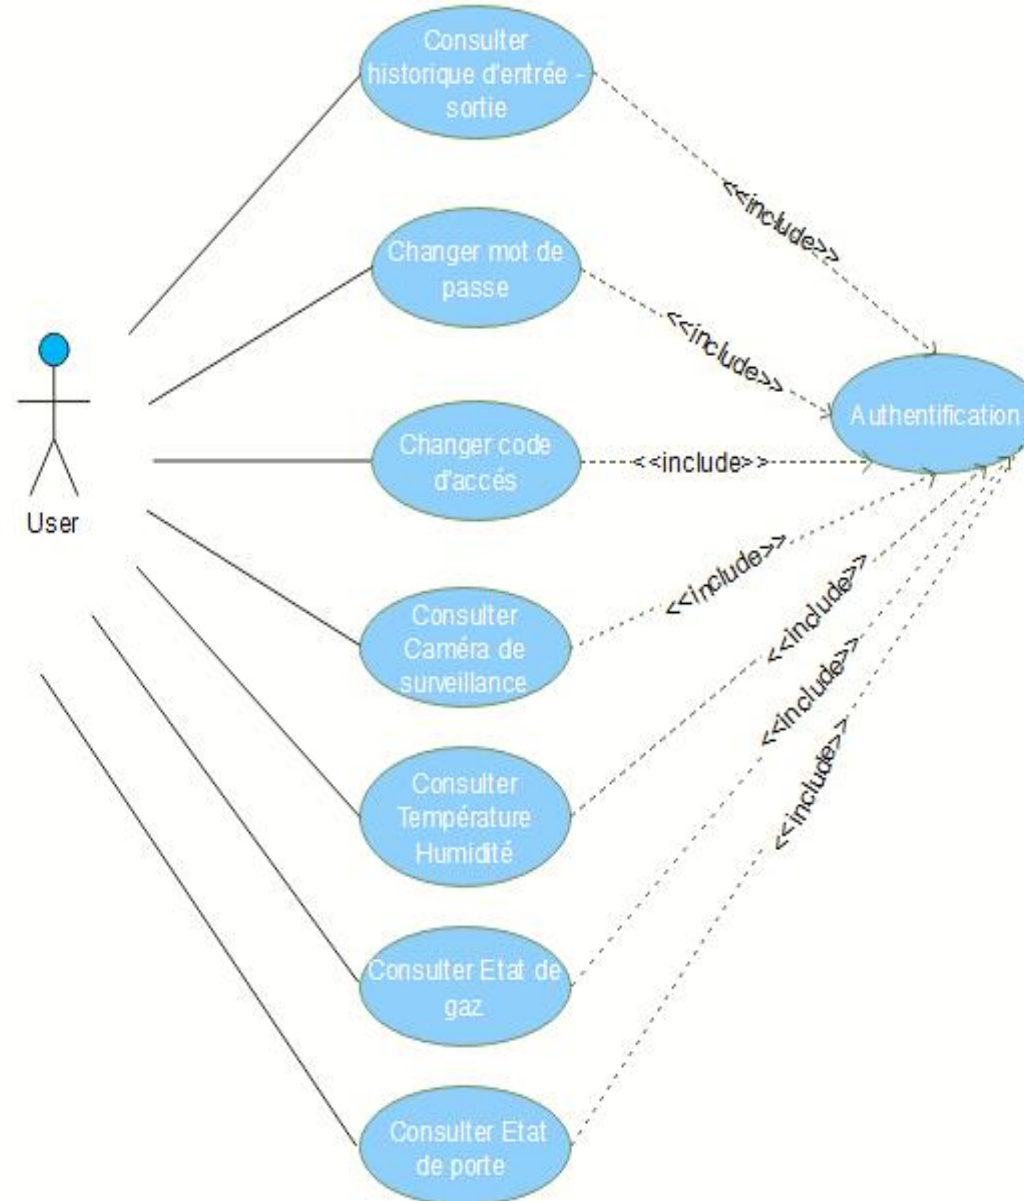 Consulter
historique d'entrée -
sortie
<<include>>
Changer mot de
passe
<<include>>
Authentification
Changer code
d'accés
<<include>>
User
<<include>>
Consulter
Caméra de
surveillance
<<include>>
<<include>>
Consulter
Température
Humidité
<<include>>
Consulter Etat de
gaz
Consulter Etat
de porte